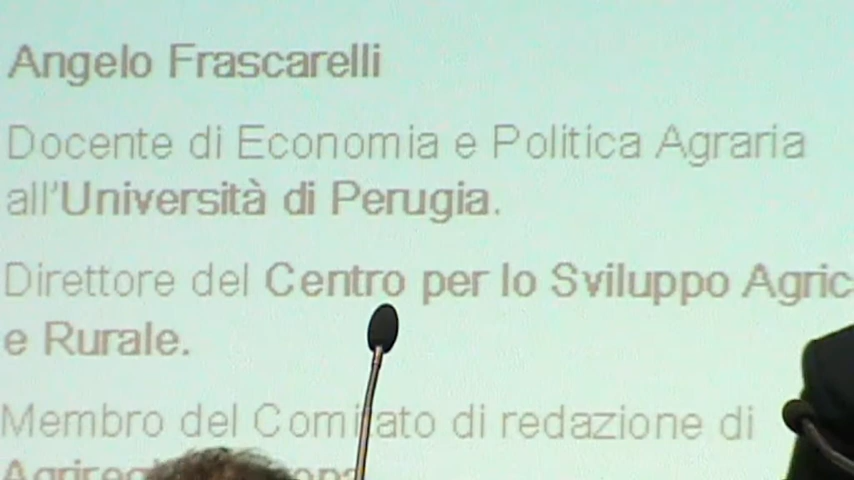 Angelo Frascarelli
Docente di Economia e Politica Agraria
all'Università di Perugia.
Direttore del Centro per lo Sviluppo Agric
e Rurale.
Membro del Comitato di redazione di